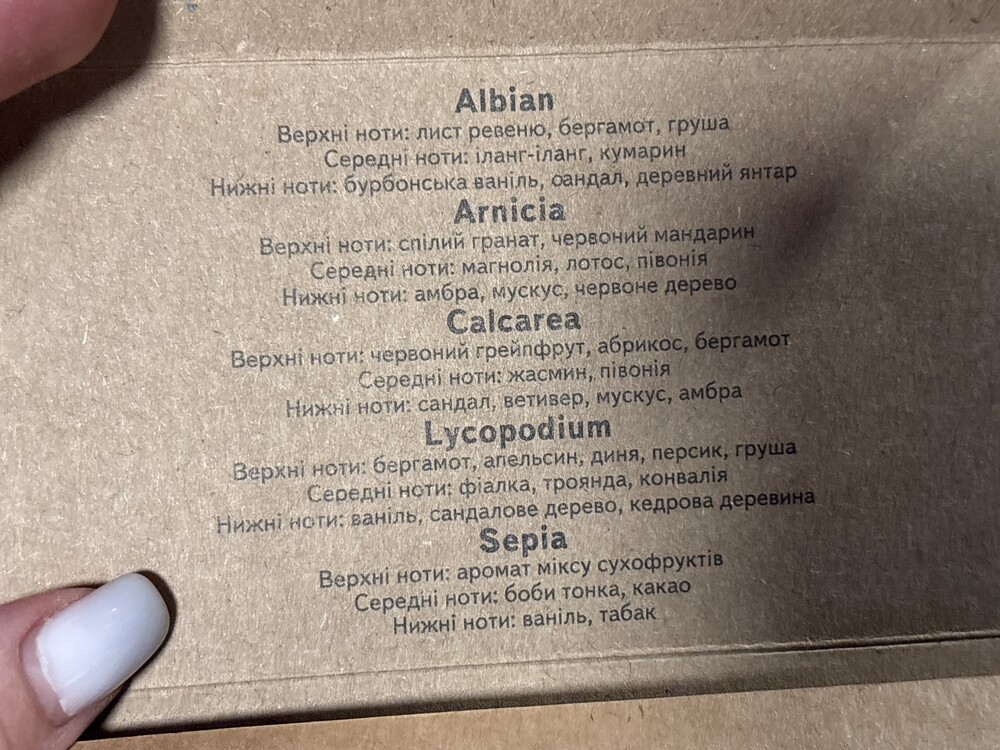 Albian
Верхні ноти: лист ревеню, бергамот, груша
Середні ноти: іланг-іланг, кумарин
Нижні ноти: бурбонська ваніль, сандал, деревний янтар
Arnicia
Верхні ноти: спілий гранат, червоний мандарин
Середні ноти: магнолія, лотос, півонія
Нижні ноти: амбра, мускус, червоне дерево
Calcarea
Верхні ноти: червоний грейпфрут, абрикос, бергамот
Середні ноти: жасмин, півонія
Нижні ноти: сандал, ветивер, мускус, амбра
Lycopodium
Верхні ноти: бергамот, апельсин, диня, персик, груша
Середні ноти: фіалка, троянда, конвалія
Нижні ноти: ваніль, сандалове дерево, кедрова деревина
Sepia
Верхні ноти: аромат міксу сухофруктів
Середні ноти: боби тонка, какао
Нижні ноти: ваніль, табак